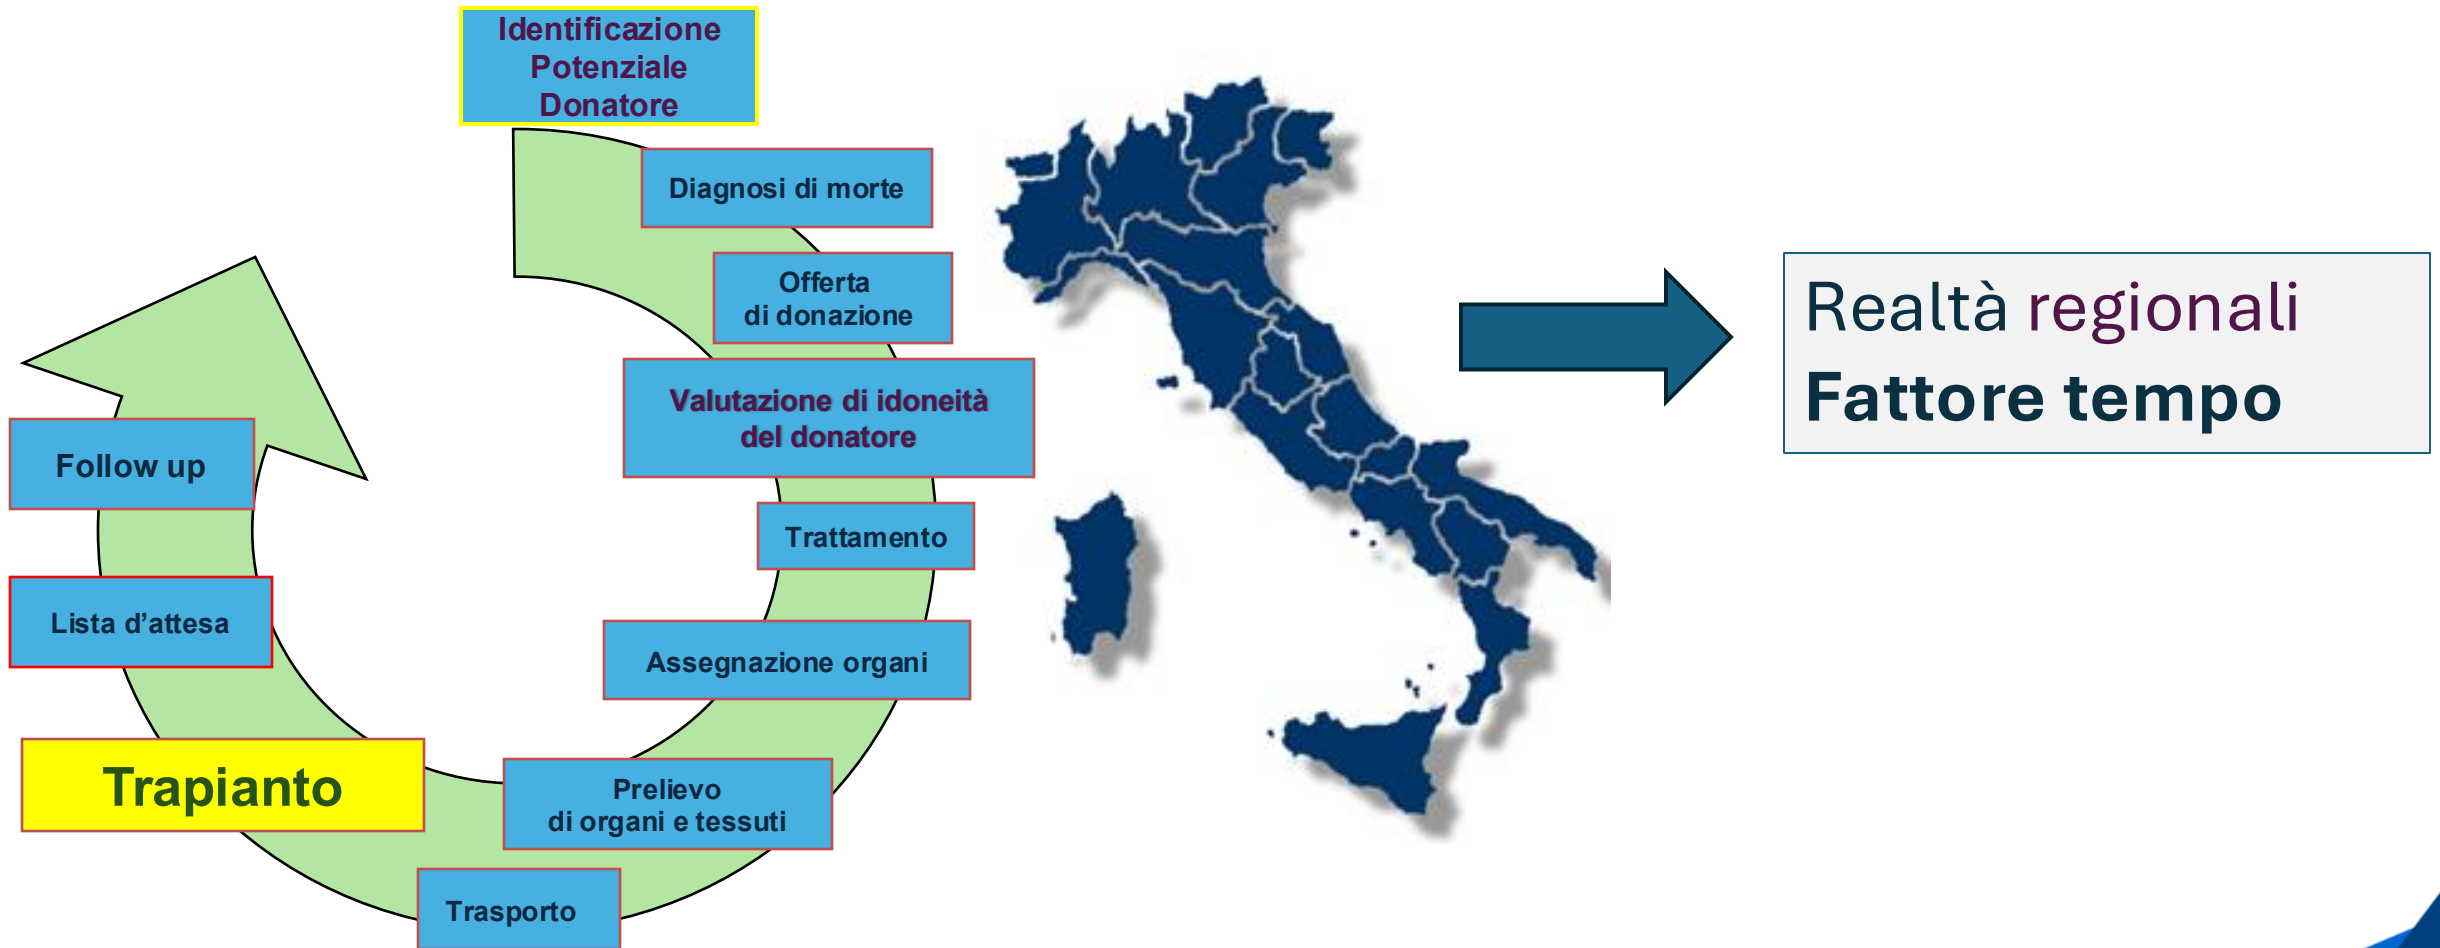 Identificazione
Potenziale
Donatore
Diagnosi di morte
Offerta
di donazione
Valutazione di idoneità
del donatore
Trattamento
Assegnazione organi
Prelievo
di organi e tessuti
Trasporto
Trapianto
Lista d’attesa
Follow up
Realtà regionali
Fattore tempo